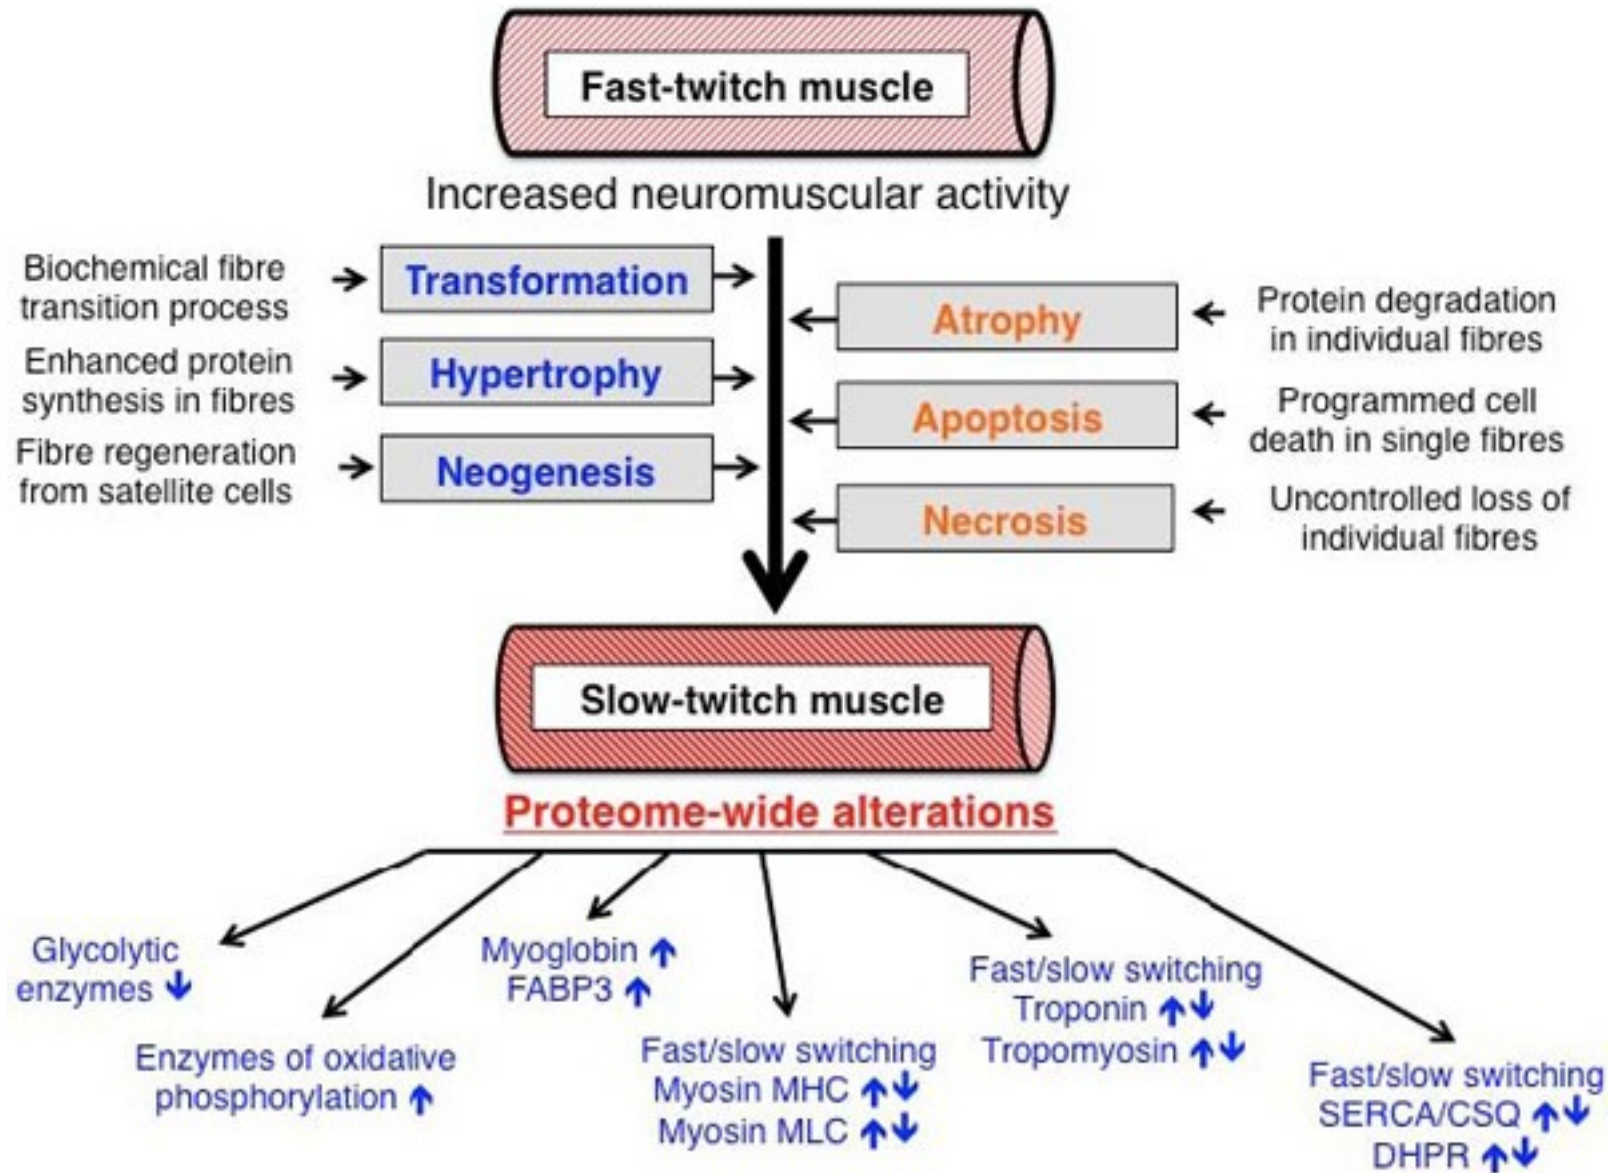 Fast-twitch muscle
Increased neuromuscular activity
Biochemical fibre
transition process
Transformation
Enhanced protein
synthesis in fibres
Hypertrophy
Fibre regeneration
from satellite cells
Neogenesis
Atrophy
Protein degradation
in individual fibres
Apoptosis
Programmed cell
death in single fibres
Necrosis
Uncontrolled loss of
individual fibres
Slow-twitch muscle
Proteome-wide alterations
Glycolytic
enzymes ↓
Enzymes of oxidative
phosphorylation ↑
Myoglobin ↑
FABP3 ↑
Fast/slow switching
Myosin MHC ↑↓
Myosin MLC ↑↓
Fast/slow switching
Troponin ↑↓
Tropomyosin ↑↓
Fast/slow switching
SERCA/CSQ ↑↓
DHPR ↑↓